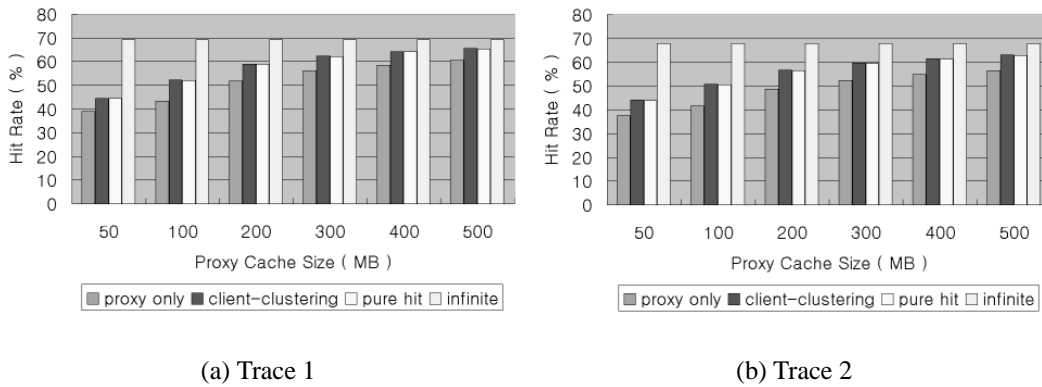 80
70
60
50
40
30
20
10
0
Hit Rate ( % )
50 100 200 300 400 500
Proxy Cache Size ( MB )
proxy only client-clustering pure hit infinite
(a) Trace 1
80
70
60
50
40
30
20
10
0
Hit Rate ( % )
50 100 200 300 400 500
Proxy Cache Size ( MB )
proxy only client-clustering pure hit infinite
(b) Trace 2